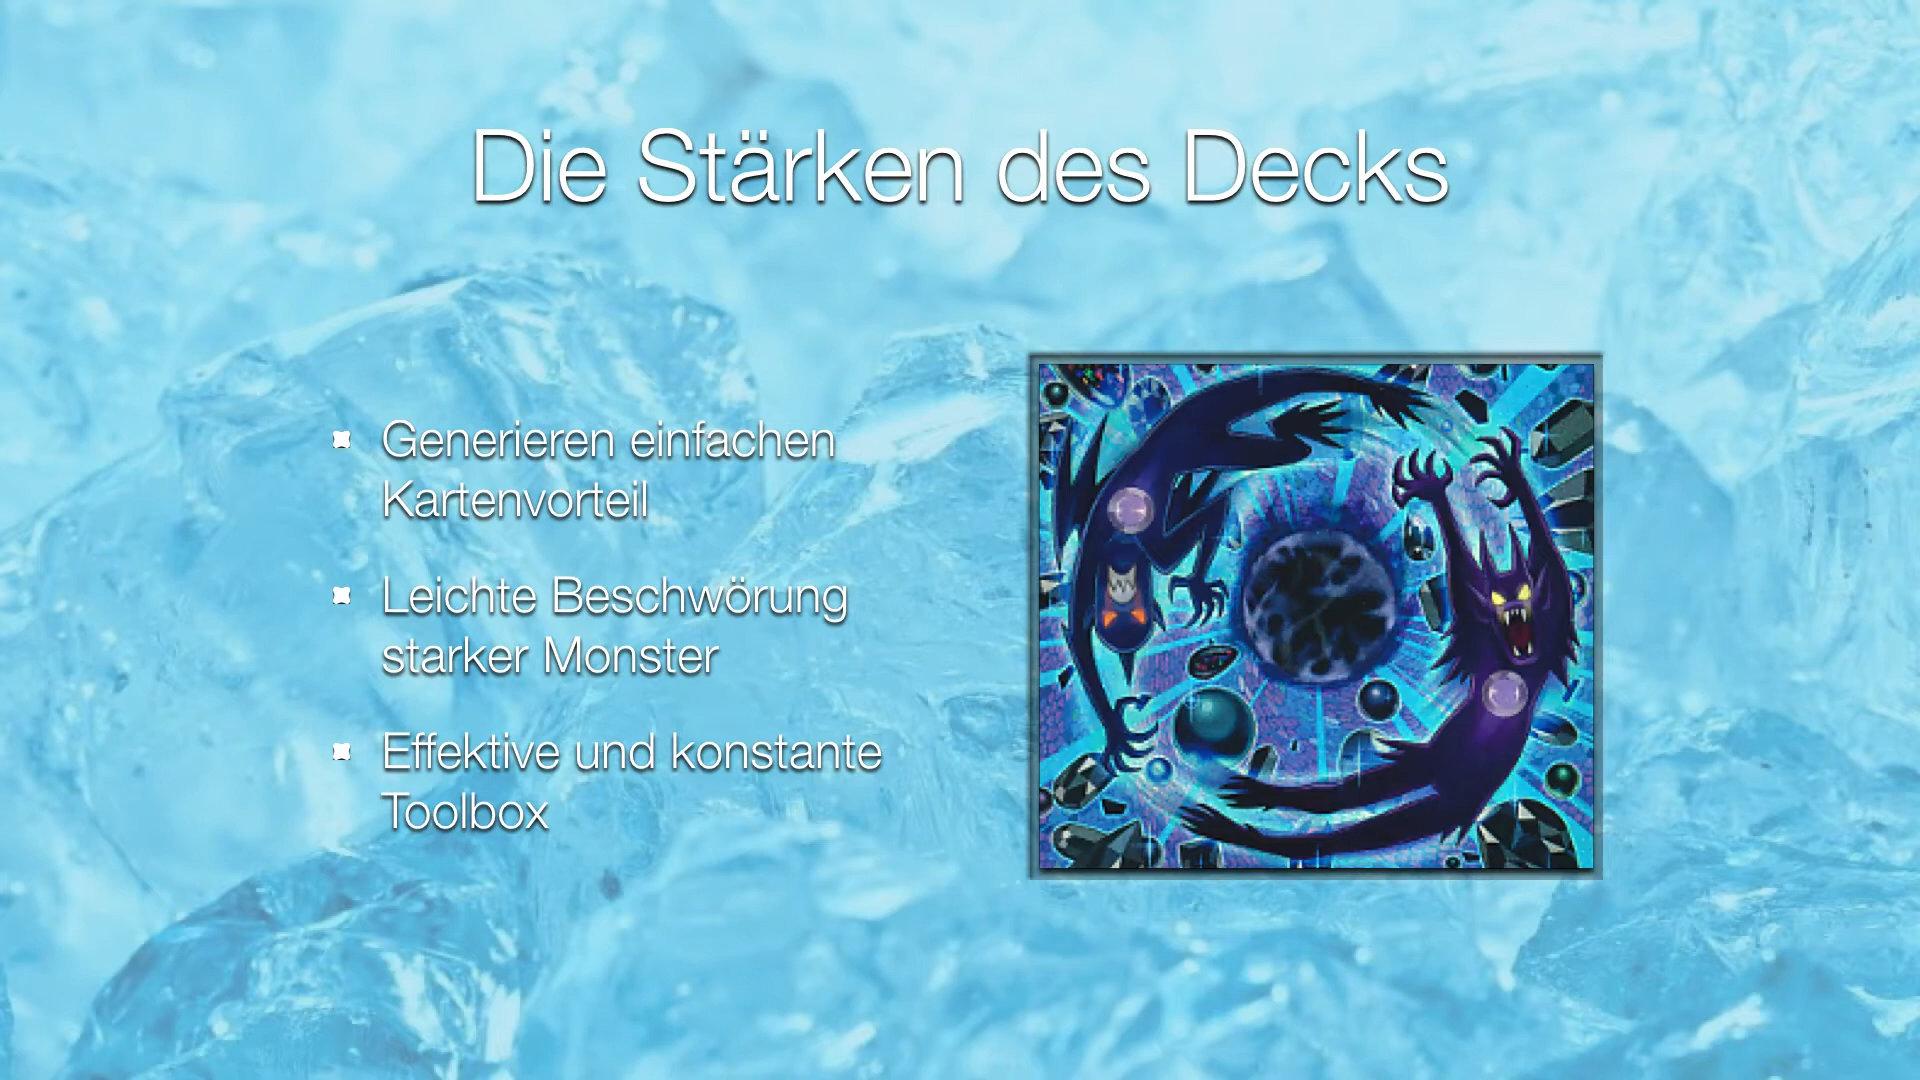 Die Stärken des Decks
Generieren einfachen
Kartenvorteil
Leichte Beschwörung
starker Monster
Effektive und konstante
Toolbox